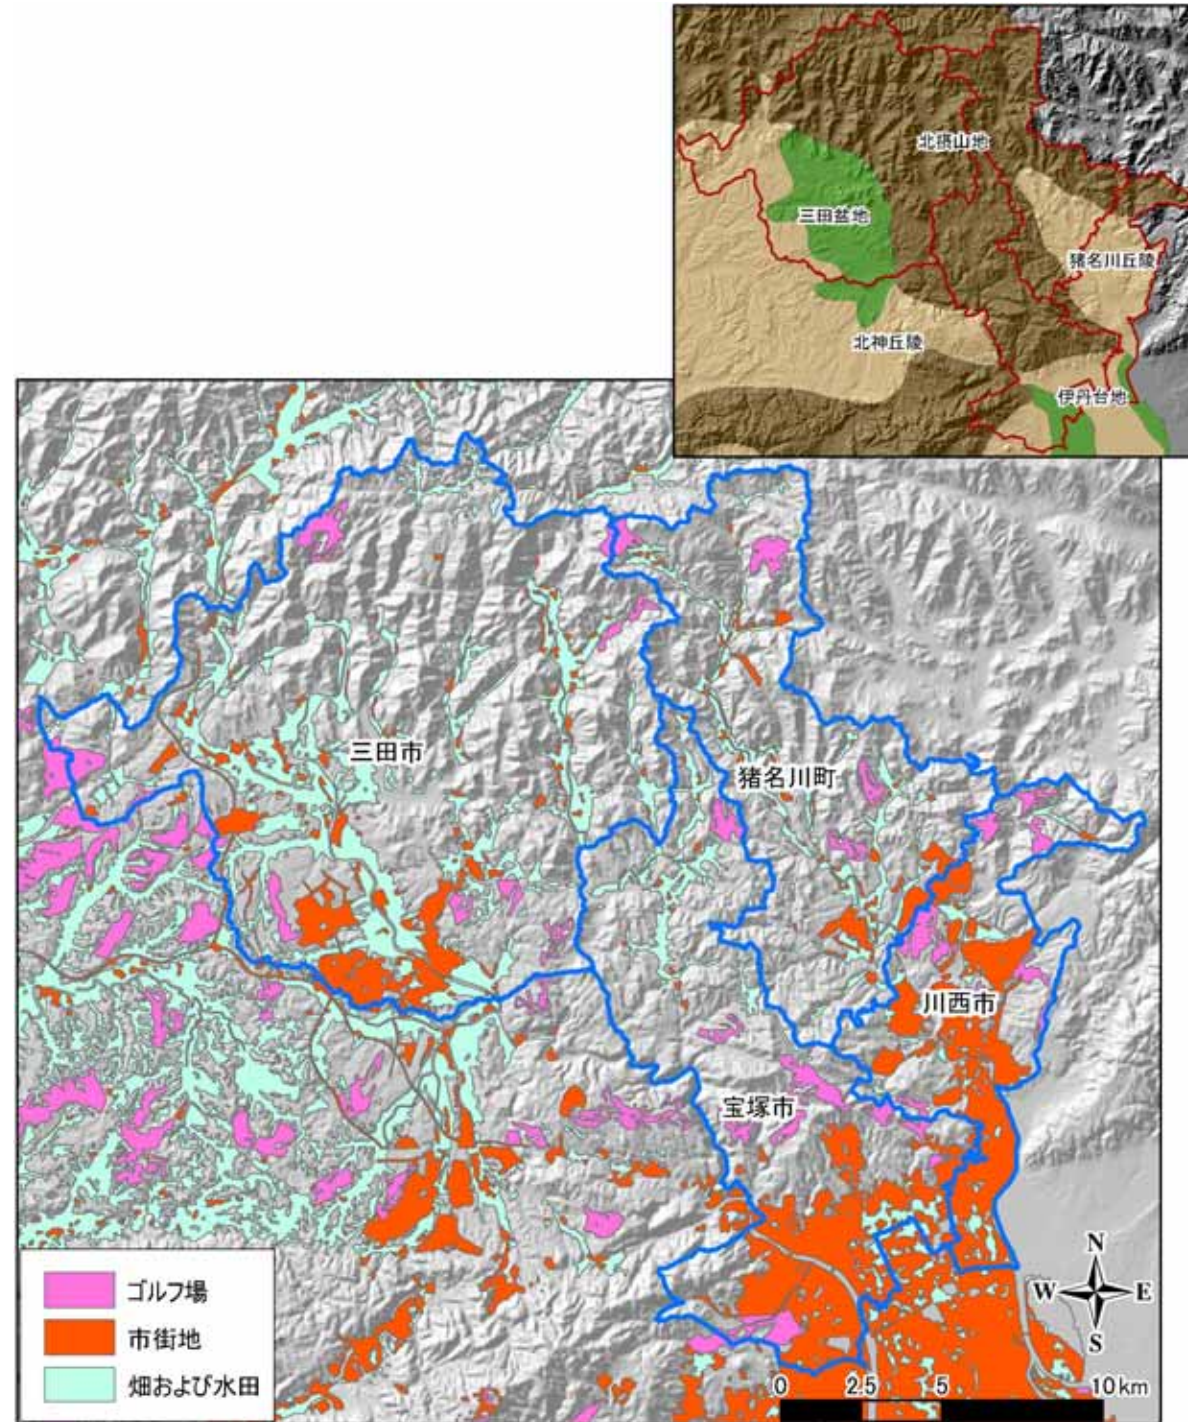 北摂山地
三田盆地
猪名川丘陵
北神丘陵
伊丹台地
三田市
猪名川町
川西市
宝塚市
N
W E
S
ゴルフ場
市街地
畑および水田
0 2.5 5 10 km